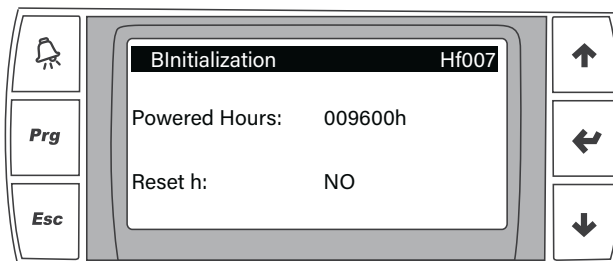 BInitialization Hf007
Prg
Powered Hours: 009600h
Reset h: NO
Esc